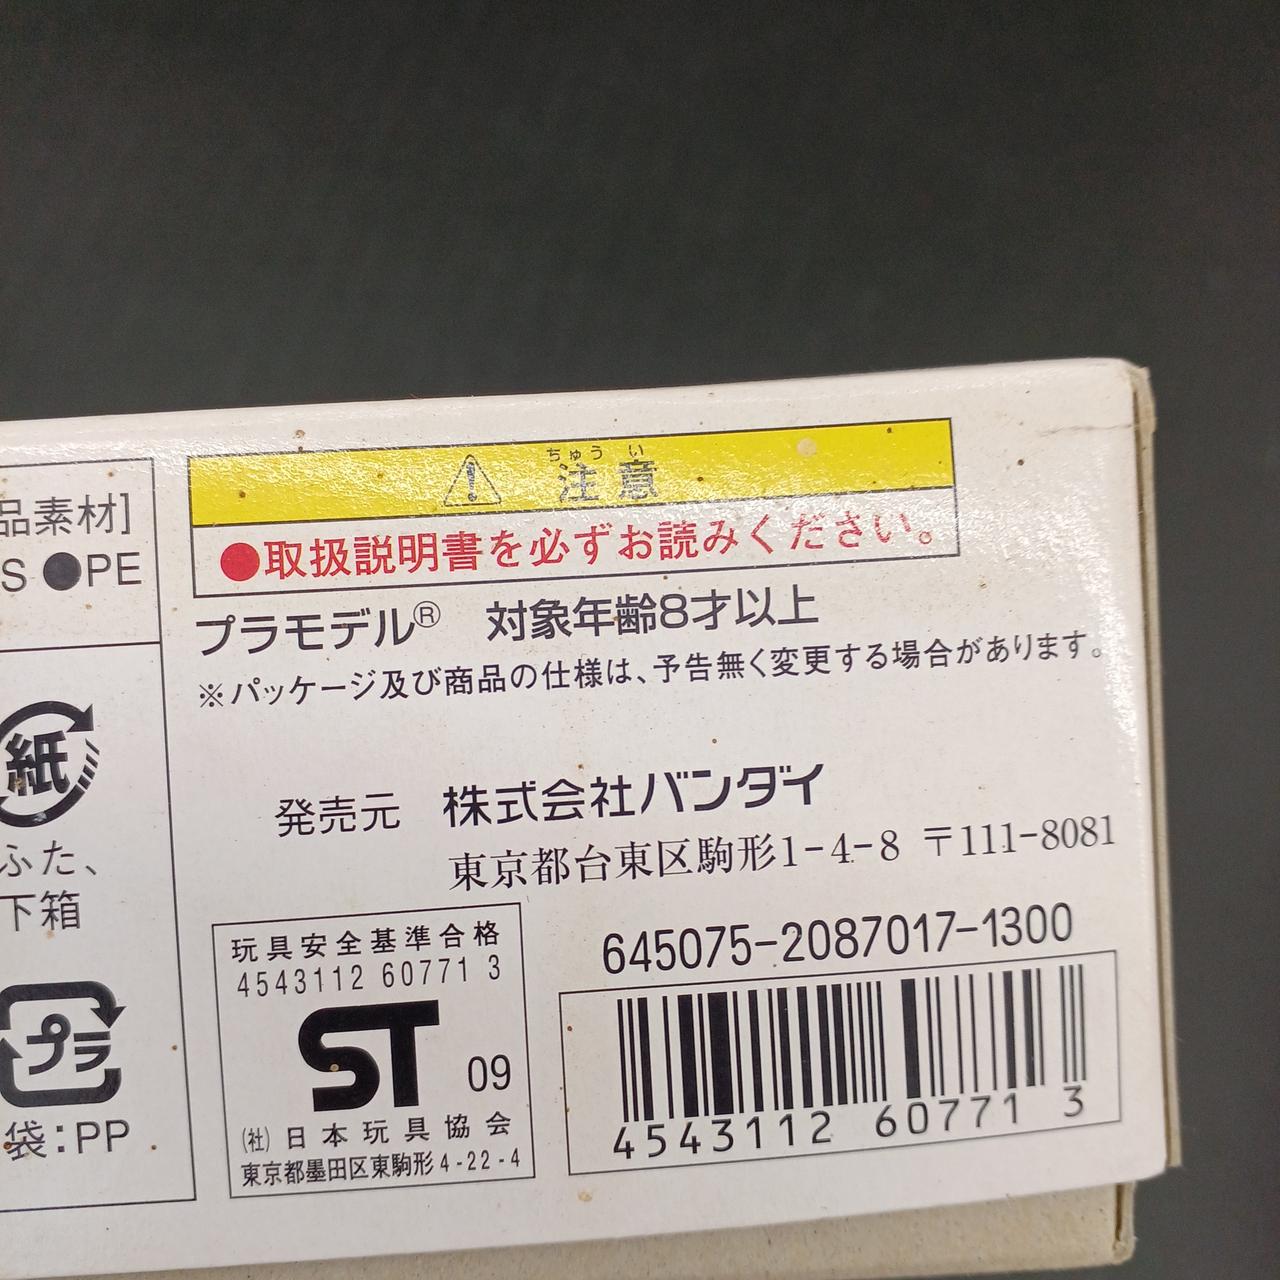 品素材]
S ●PE
紙
ふた、
下箱
プラ
袋:PP
ちゅう い
注意
●取扱説明書を必ずお読みください。
プラモデル® 対象年齢8才以上
※パッケージ及び商品の仕様は、予告無く変更する場合があります。
発売元 株式会社バンダイ
東京都台東区駒形1-4-8 〒111-8081
玩具安全基準合格
4543112 60771 3
ST 09
(社) 日本玩具協会
東京都墨田区東駒形4-22-4
645075-2087017-1300
4543112 60771 3